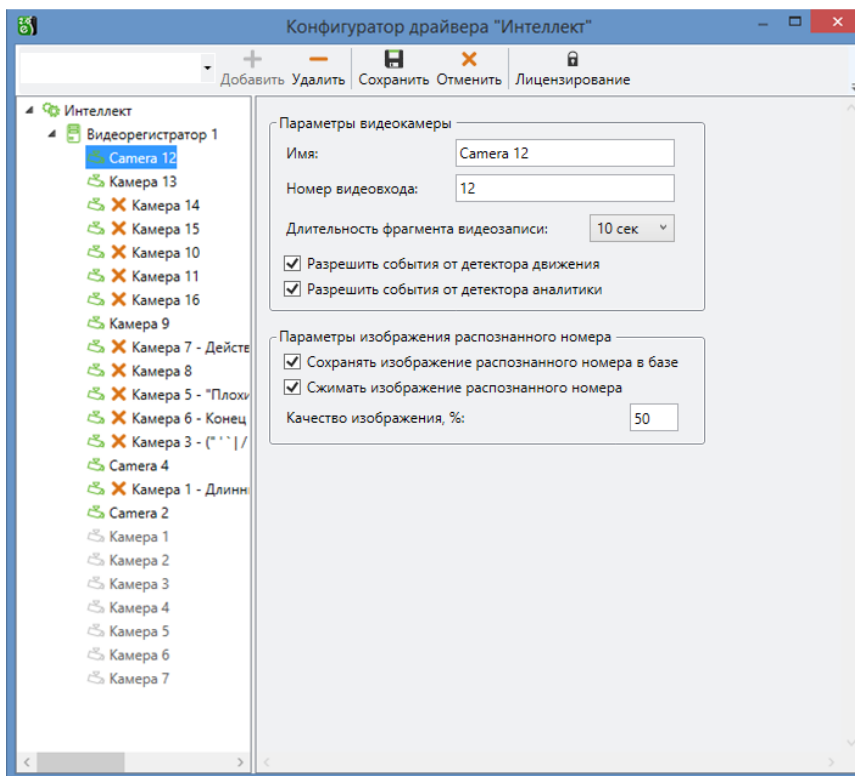 Конфигуратор драйвера "Интеллект"
Добавить Удалить Сохранить Отменить Лицензирование
Интеллект
Видеорегистратор 1
Camera 12
Камера 13
Камера 14
Камера 15
Камера 10
Камера 11
Камера 16
Камера 9
Камера 7 - Действ
Камера 8
Камера 5 - "Плохи
Камера 6 - Конец
Камера 3 - (" ' `| /
Camera 4
Камера 1 - Длинн
Camera 2
Камера 1
Камера 2
Камера 3
Камера 4
Камера 5
Камера 6
Камера 7
Параметры видеокамеры
Имя: Camera 12
Номер видеовхода: 12
Длительность фрагмента видеозаписи: 10 сек
Разрешить события от детектора движения
Разрешить события от детектора аналитики
Параметры изображения распознанного номера
Сохранять изображение распознанного номера в базе
Сжимать изображение распознанного номера
Качество изображения, %: 50